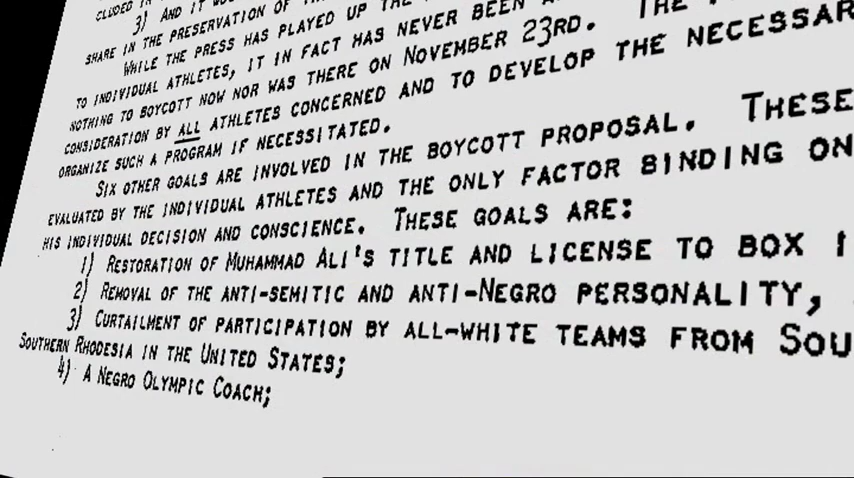 CLUDED IN
3) AND IT WOU
SHARE IN THE PRESERVATION OF
WHILE THE PRESS HAS PLAYED UP THE
TO INDIVIDUAL ATHLETES, IT IN FACT HAS NEVER BEEN
NOTHING TO BOYCOTT NOW NOR WAS THERE ON NOVEMBER 23RD. THE
CONSIDERATION BY ALL ATHLETES CONCERNED AND TO DEVELOP THE NECESSAR
ORGANIZE SUCH A PROGRAM IF NECESSITATED.
SIX OTHER GOALS ARE INVOLVED IN THE BOYCOTT PROPOSAL. THESE
EVALUATED BY THE INDIVIDUAL ATHLETES AND THE ONLY FACTOR BINDING ON
HIS INDIVIDUAL DECISION AND CONSCIENCE. THESE GOALS ARE:
1) RESTORATION OF MUHAMMAD ALI'S TITLE AND LICENSE TO BOX I
2) REMOVAL OF THE ANTI-SEMITIC AND ANTI-NEGRO PERSONALITY,
3) CURTAILMENT OF PARTICIPATION BY ALL-WHITE TEAMS FROM SOU
SOUTHERN RHODESIA IN THE UNITED STATES;
4) A NEGRO OLYMPIC COACH;